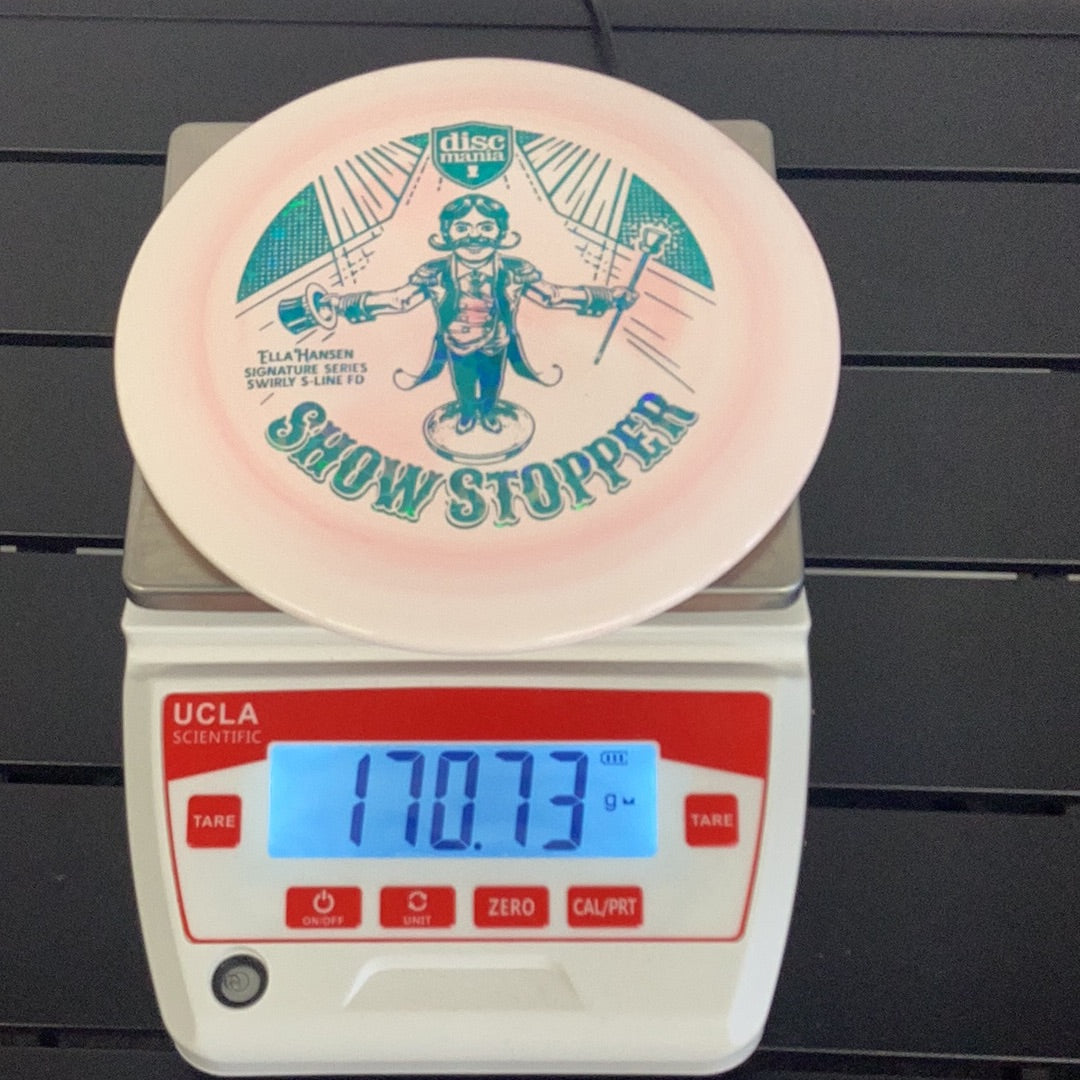 disc
mania
ELLA HANSEN
SIGNATURE SERIES
SWIRLY S-LINE FD
SHOW STOPPER
UCLA
SCIENTIFIC
170.73
g
TARE
TARE
ON/OFF
UNIT
ZERO
CAL/PRT